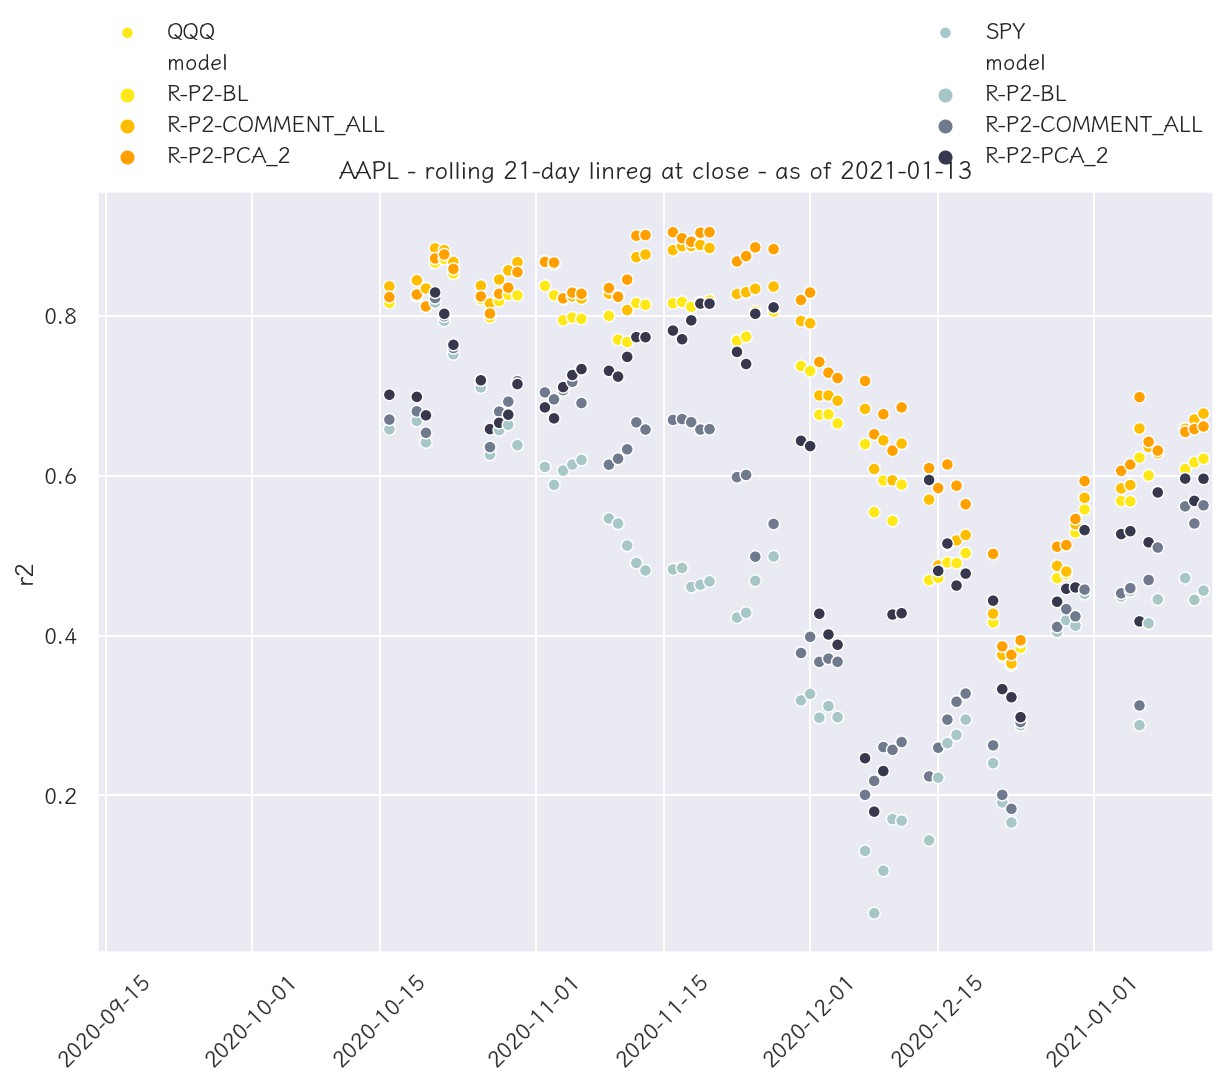 QQQ
model
R-P2-BL
R-P2-COMMENT_ALL
R-P2-PCA_2
SPY
model
R-P2-BL
R-P2-COMMENT_ALL
R-P2-PCA_2
AAPL - rolling 21-day linreg at close - as of 2021-01-13
r2
0.8
0.6
0.4
0.2
2020-09-15
2020-10-01
2020-10-15
2020-11-01
2020-11-15
2020-12-01
2020-12-15
2021-01-01